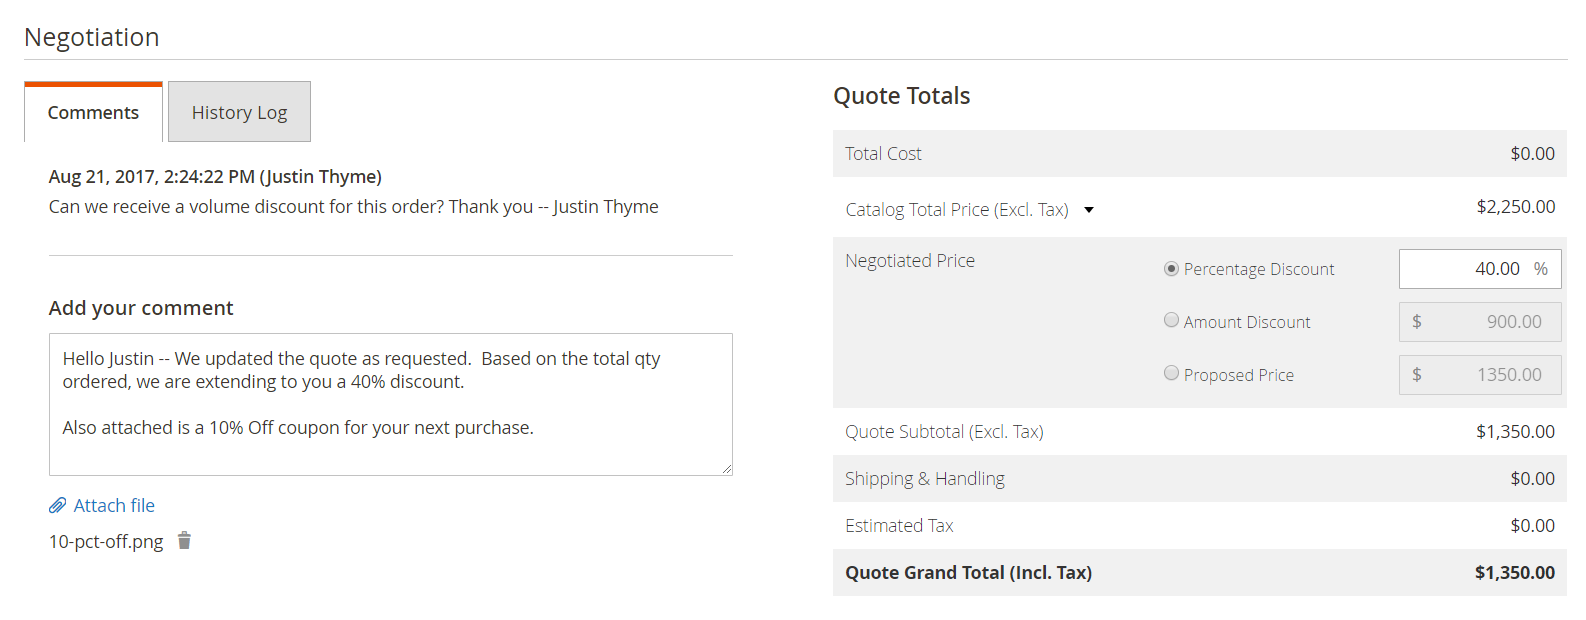 Negotiation
Comments
History Log
Aug 21, 2017, 2:24:22 PM (Justin Thyme)
Can we receive a volume discount for this order? Thank you -- Justin Thyme
Add your comment
Hello Justin -- We updated the quote as requested.  Based on the total qty
ordered, we are extending to you a 40% discount.
Also attached is a 10% Off coupon for your next purchase.
Attach file
10-pct-off.png
Quote Totals
Total Cost $0.00
Catalog Total Price (Excl. Tax) $2,250.00
Negotiated Price
Percentage Discount 40.00 %
Amount Discount $ 900.00
Proposed Price $ 1350.00
Quote Subtotal (Excl. Tax) $1,350.00
Shipping & Handling $0.00
Estimated Tax $0.00
Quote Grand Total (Incl. Tax) $1,350.00